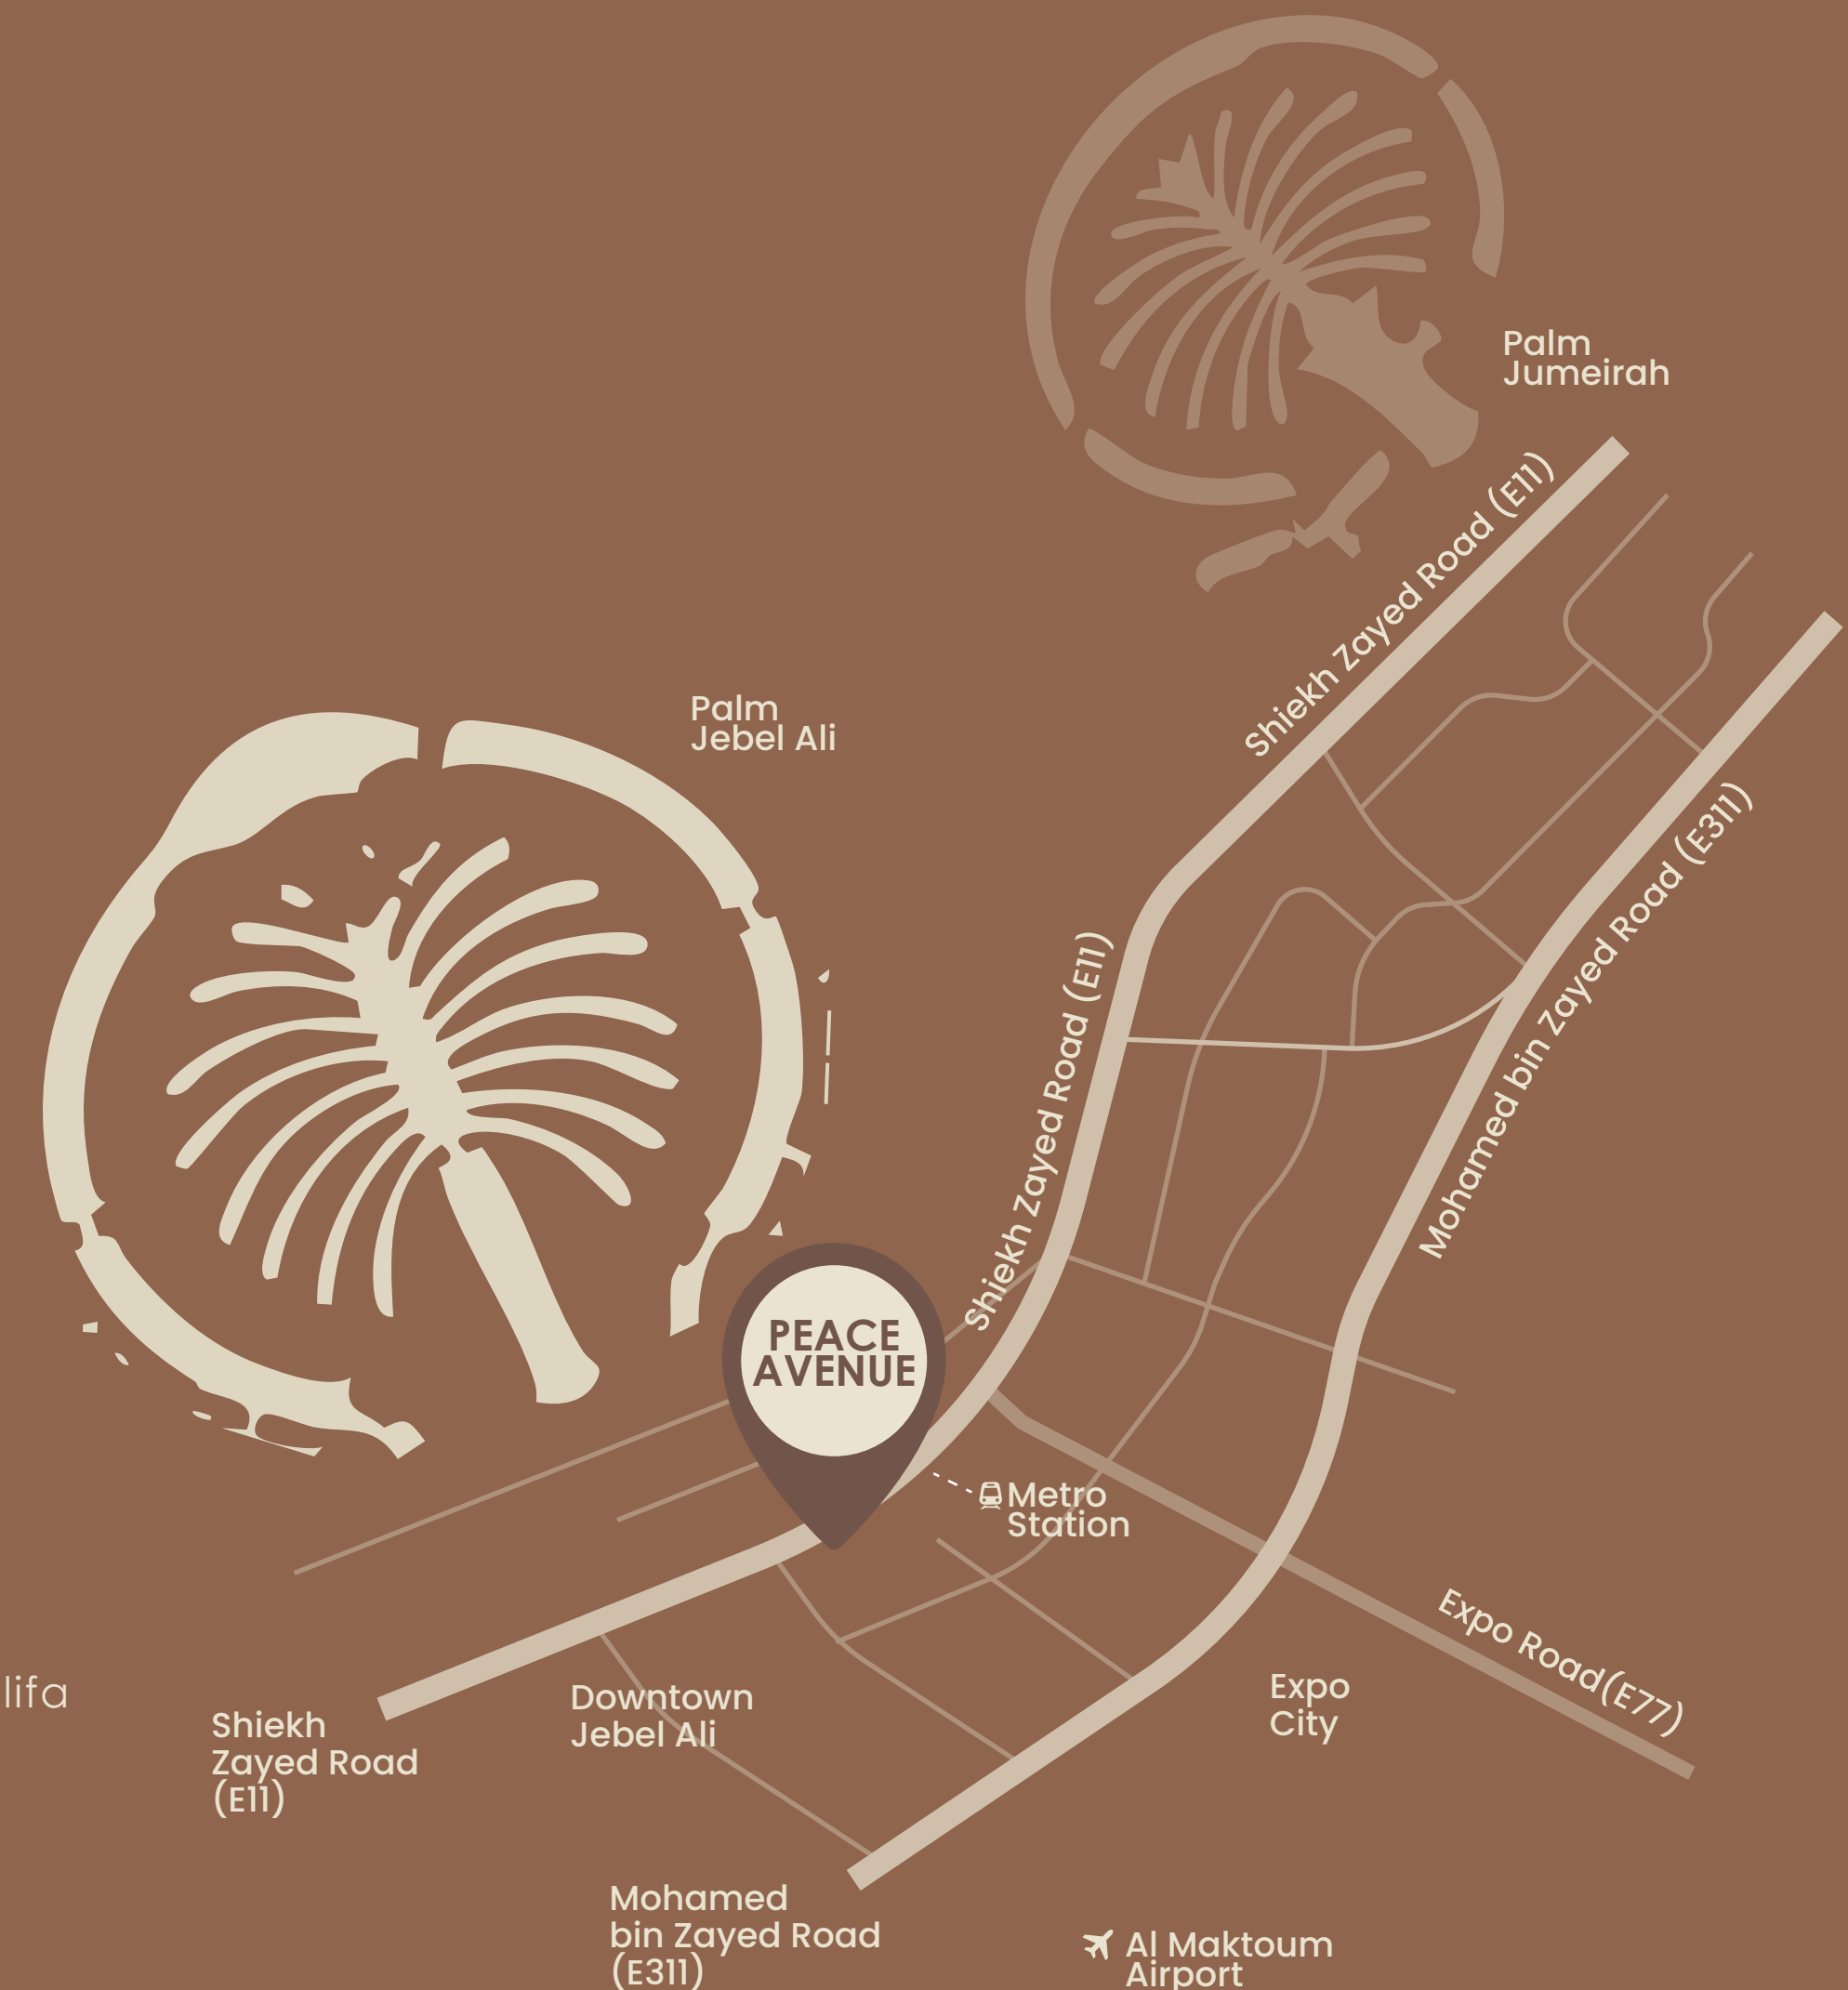 Palm
Jumeirah
Shiekh Zayed Road (E11)
Palm
Jebel Ali
Mohamed bin Zayed Road (E311)
Shiekh Zayed Road (E11)
PEACE
AVENUE
Metro
Station
Expo Road(E77)
lifa
Shiekh
Zayed Road
(E11)
Downtown
Jebel Ali
Expo
City
Mohamed
bin Zayed Road
(E311)
Al Maktoum
Airport